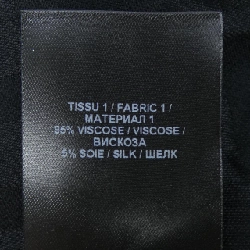 TISSU 1 / FABRIC 1 /
МАТЕРИАЛ 1
95% VISCOSE / VISCOSE /
ВИСКОЗА
5% SOIE / SILK / ШЕЛК